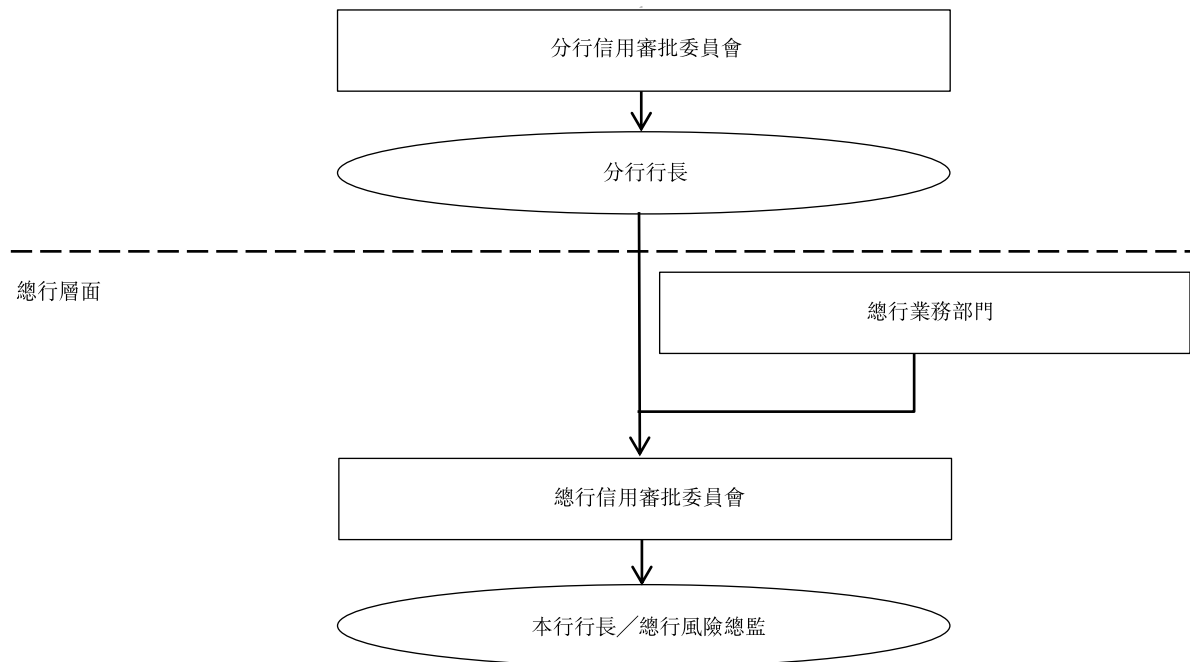 分行信用審批委員會
分行行長
總行層面
總行業務部門
總行信用審批委員會
本行行長／總行風險總監